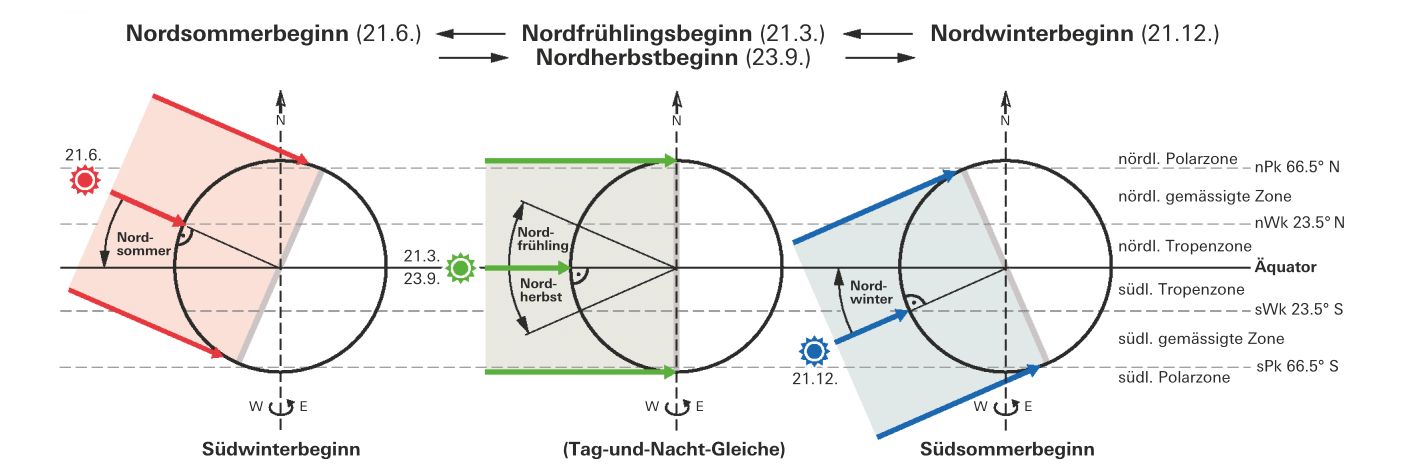 Nordsommerbeginn (21.6.)
Nordfrühlingsbeginn (21.3.)
Nordwinterbeginn (21.12.)
Nordherbstbeginn (23.9.)
N
21.6.
Nord-
sommer
W E
Südwinterbeginn
N
21.3.
23.9.
Nord-
frühling
Nord-
herbst
W E
(Tag-und-Nacht-Gleiche)
N
Nord-
winter
21.12.
W E
Südsommerbeginn
nördl. Polarzone
nPk 66.5° N
nördl. gemässigte Zone
nWk 23.5° N
nördl. Tropenzone
Äquator
südl. Tropenzone
sWk 23.5° S
südl. gemässigte Zone
sPk 66.5° S
südl. Polarzone